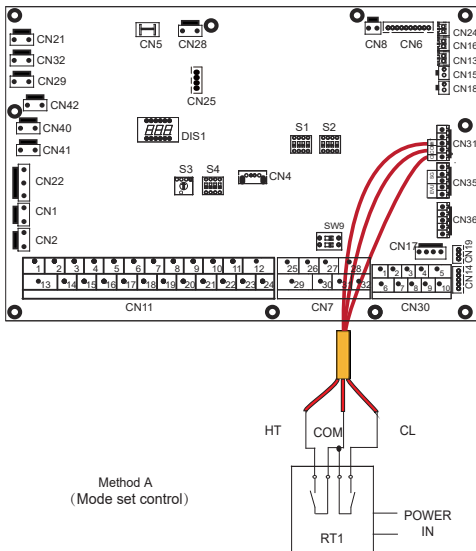 CN21
CN32
CN29
CN42
CN40
CN41
CN22
CN1
CN2
CN5
CN28
CN25
DIS1
S3
S4
CN4
S1
S2
SW9
CN8
CN6
CN24
CN16
CN13
CN15
CN18
CN31
CN35
CN36
CN17
CN19
CN14
1 2 3 4 5 6 7 8 9 10 11 12
13 14 15 16 17 18 19 20 21 22 23 24
25 26 27 28
29 30 31 32
1 2 3 4 5
6 7 8 9 10
CN11
CN7
CN30
HT
COM
CL
Method A
(Mode set control)
POWER
IN
RT1